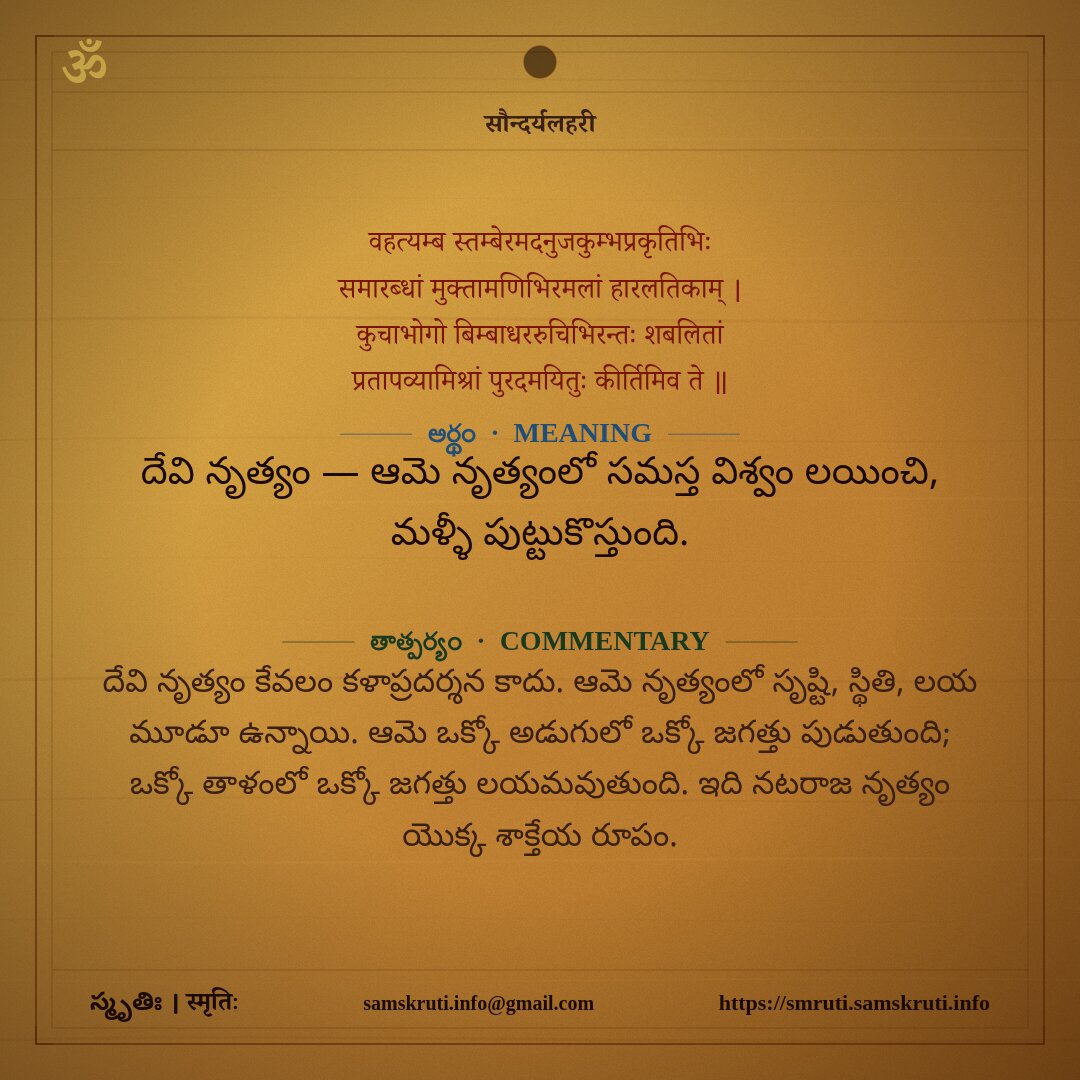 ॐ
सौन्दर्यलहरी
वहत्यम्ब स्तम्बेरमदनुजकुम्भप्रकृतिभिः
समारब्धां मुक्तामणिभिरमलां हारलतिकाम् ।
कुचाभोगो बिम्बाधररुचिभिरन्तः शबलितां
प्रतापव्यामिश्रां पुरदमयितुः कीर्तिमिव ते ॥
అర్థం · MEANING
దేవి నృత్యం — ఆమె నృత్యంలో సమస్త విశ్వం లయించి,
మళ్ళీ పుట్టుకొస్తుంది.
తాత్పర్యం · COMMENTARY
దేవి నృత్యం కేవలం కళాప్రదర్శన కాదు. ఆమె నృత్యంలో సృష్టి, స్థితి, లయ
మూడూ ఉన్నాయి. ఆమె ఒక్కో అడుగులో ఒక్కో జగత్తు పుడుతుంది;
ఒక్కో తాళంలో ఒక్కో జగత్తు లయమవుతుంది. ఇది నటరాజ నృత్యం
యొక్క శాక్తేయ రూపం.
స్మృతిః | स्मृतिः samskruti.info@gmail.com https://smruti.samskruti.info